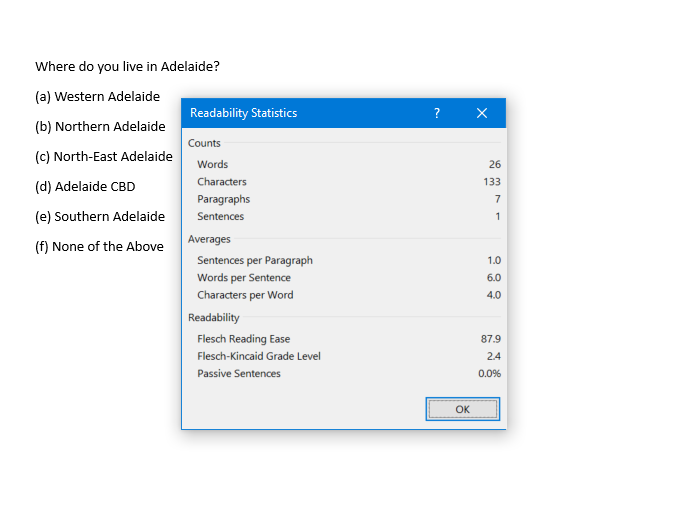 Where do you live in Adelaide?
(a) Western Adelaide
(b) Northern Adelaide
(c) North-East Adelaide
(d) Adelaide CBD
(e) Southern Adelaide
(f) None of the Above
Readability Statistics ? ×
Counts
Words 26
Characters 133
Paragraphs 7
Sentences 1
Averages
Sentences per Paragraph 1.0
Words per Sentence 6.0
Characters per Word 4.0
Readability
Flesch Reading Ease 87.9
Flesch-Kincaid Grade Level 2.4
Passive Sentences 0.0%
OK